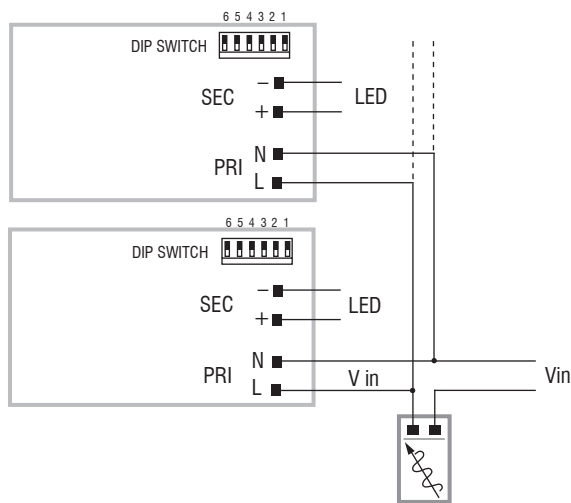 6 5 4 3 2 1
DIP SWITCH
− 
SEC
LED
+
N
PRI
L
6 5 4 3 2 1
DIP SWITCH
−
SEC
LED
+
N
PRI
V in
Vin
L